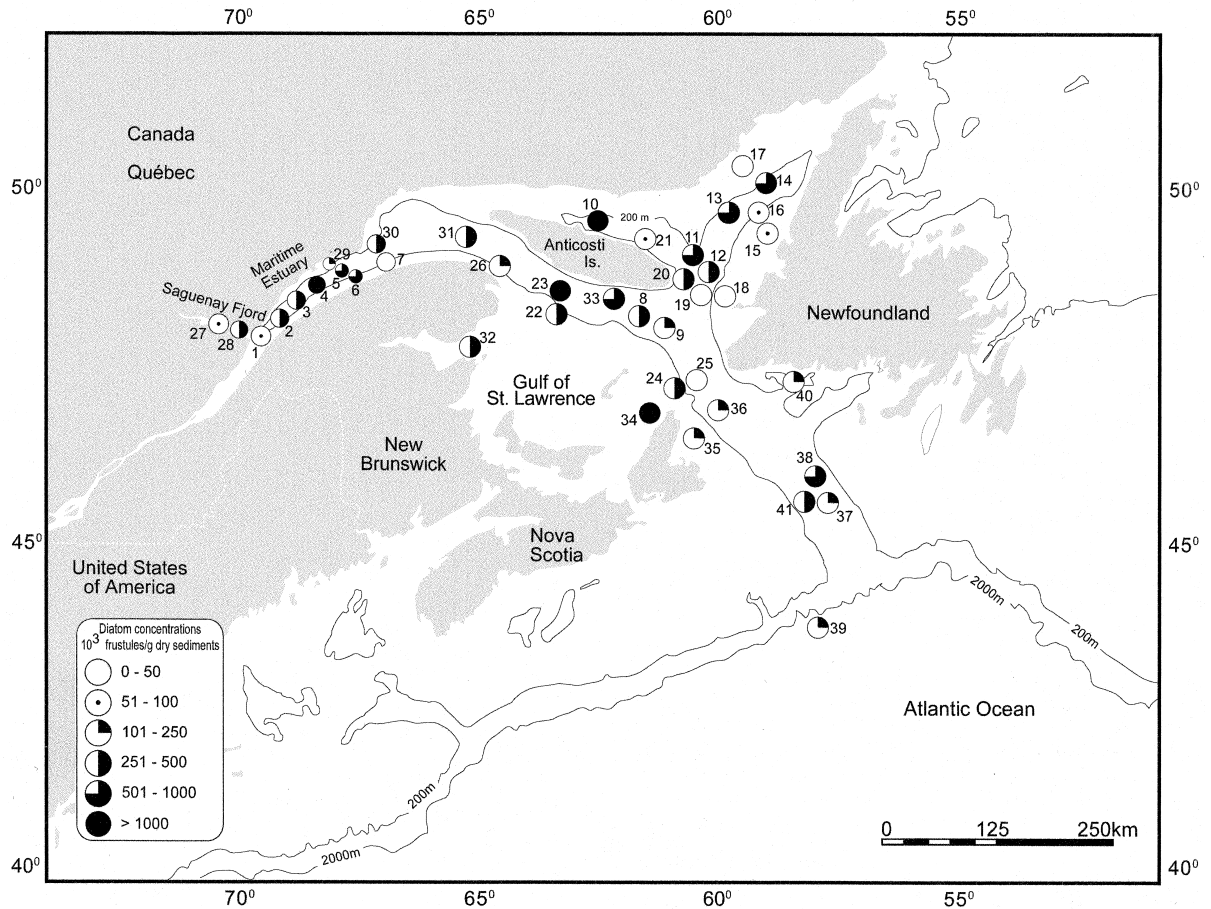 70⁰ 65⁰ 60⁰ 55⁰
Canada
Québec
17
50⁰ 50⁰
14
13
16
10
200 m
15
30
31
21
11
Anticosti
Is.
12
Maritime
Estuary
29
7
26
20
5
6
23
18
19
Saguenay Fjord
4
33
8
3
Newfoundland
22
9
27
28
2
1
32
25
24
Gulf of
St. Lawrence
40
36
34
New
Brunswick
35
38
41
37
Nova
Scotia
45⁰ 45⁰
United States
of America
2000m
200m
39
Diatom concentrations
10³ frustules/g dry sediments
0 - 50
51 - 100
101 - 250
251 - 500
501 - 1000
> 1000
Atlantic Ocean
200m
2000m
0 125 250km
40⁰ 40⁰
70⁰ 65⁰ 60⁰ 55⁰